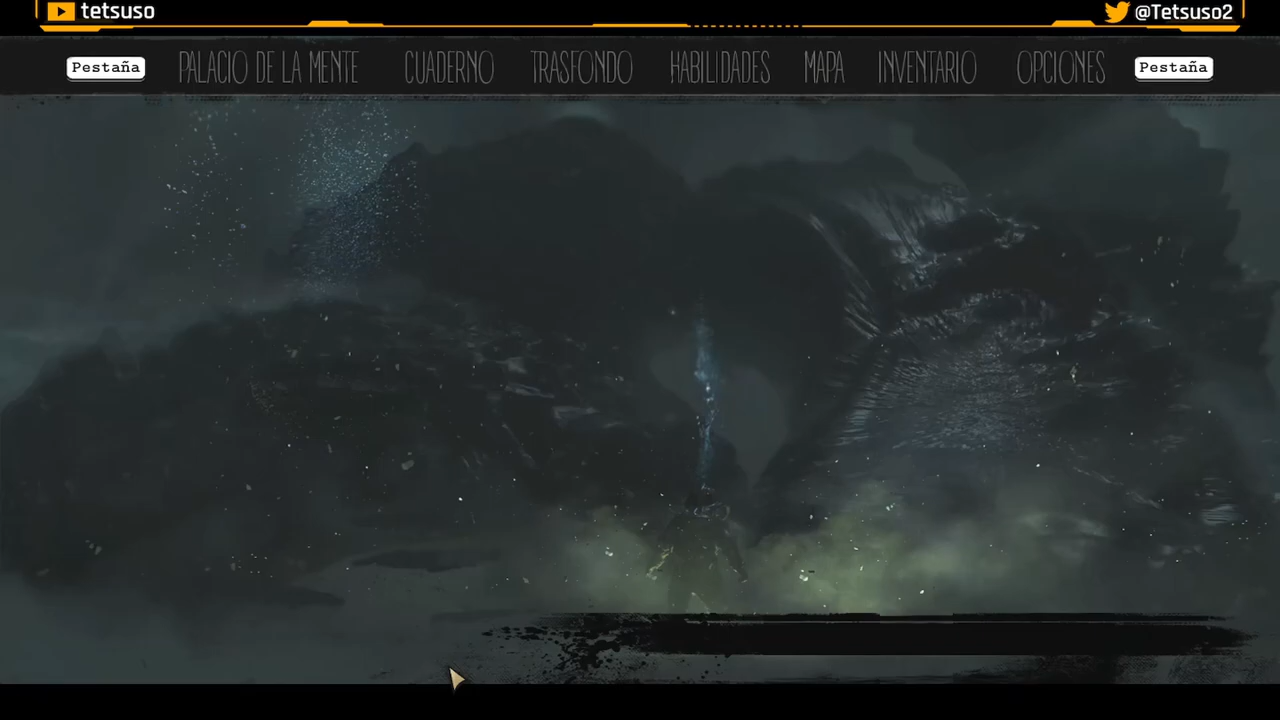 tetsuso
@Tetsuso2
Pestaña PALACIO DE LA MENTE CUADERNO TRASFONDO HABILIDADES MAPA INVENTARIO OPCIONES Pestaña